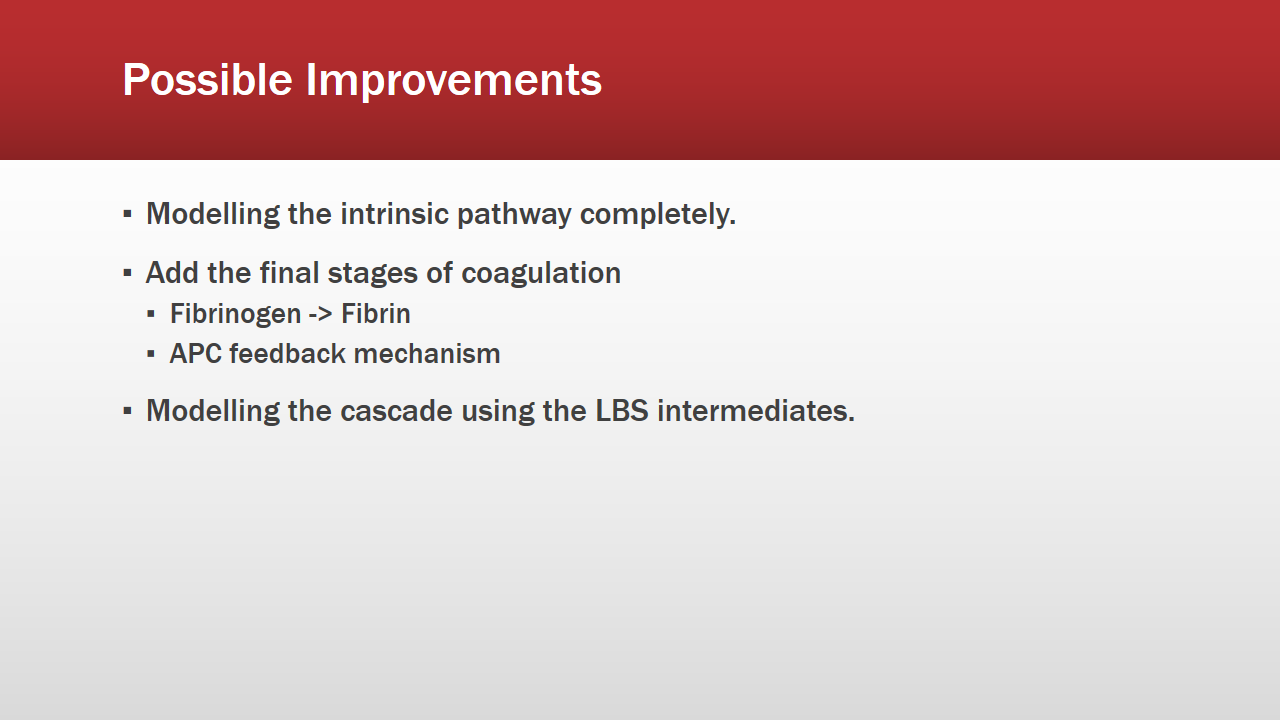 Possible Improvements
▪ Modelling the intrinsic pathway completely.
▪ Add the final stages of coagulation
▪ Fibrinogen -> Fibrin
▪ APC feedback mechanism
▪ Modelling the cascade using the LBS intermediates.